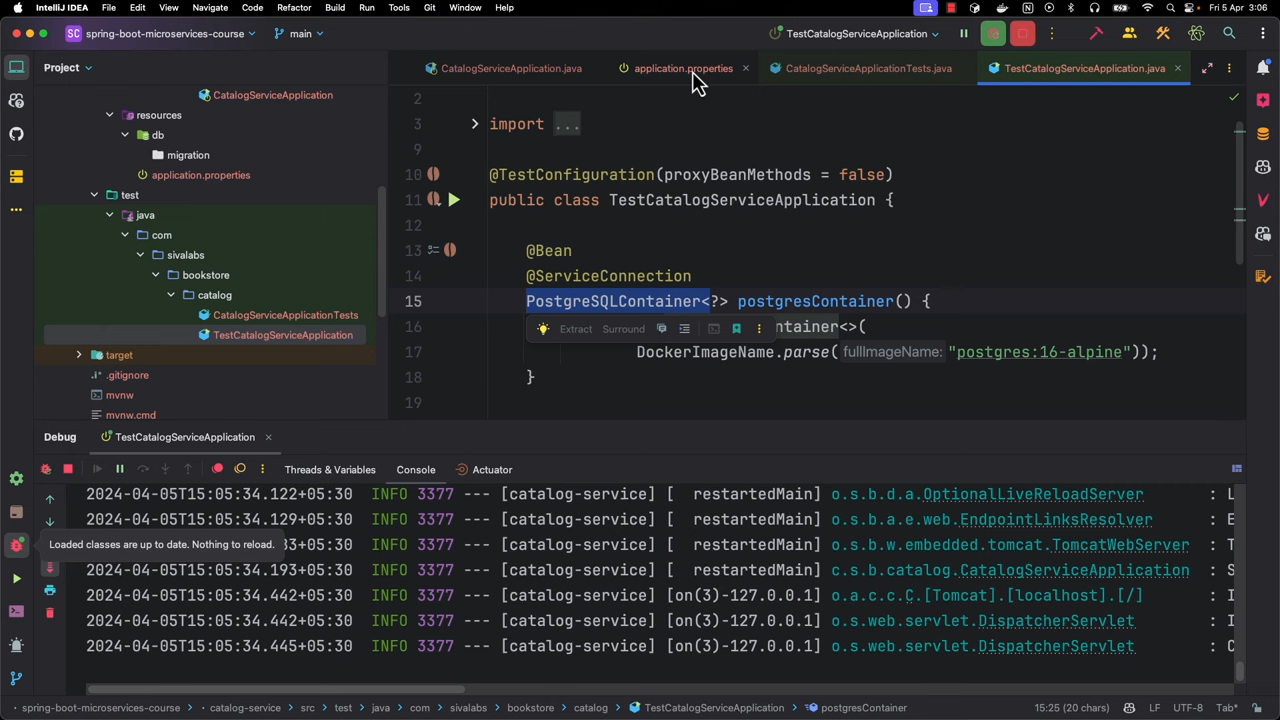 IntelliJ IDEA File Edit View Navigate Code Refactor Build Run Tools Git Window Help Fri 5 Apr 3:06
SC spring-boot-microservices-course main TestCatalogServiceApplication
Project CatalogServiceApplication.java application.properties CatalogServiceApplicationTests.java TestCatalogServiceApplication.java
CatalogServiceApplication
resources
db
migration
application.properties
test
java
com
sivalabs
bookstore
catalog
CatalogServiceApplicationTests
TestCatalogServiceApplication
target
.gitignore
mvnw
mvnw.cmd
2
3 import ...
9
10 @TestConfiguration(proxyBeanMethods = false)
11 public class TestCatalogServiceApplication {
12
13 @Bean
14 @ServiceConnection
15 PostgreSQLContainer<?> postgresContainer() {
16 Extract Surround ntainer<>(
17 DockerImageName.parse( fullImageName: "postgres:16-alpine"));
18 }
19
Debug TestCatalogServiceApplication
Threads & Variables Console Actuator
2024-04-05T15:05:34.122+05:30 INFO 3377 --- [catalog-service] [ restartedMain] o.s.b.d.a.OptionalLiveReloadServer : L
2024-04-05T15:05:34.129+05:30 INFO 3377 --- [catalog-service] [ restartedMain] o.s.b.a.e.web.EndpointLinksResolver : E
Loaded classes are up to date. Nothing to reload. 3+05:30 INFO 3377 --- [catalog-service] [ restartedMain] o.s.b.w.embedded.tomcat.TomcatWebServer : T
2024-04-05T15:05:34.193+05:30 INFO 3377 --- [catalog-service] [ restartedMain] c.s.b.catalog.CatalogServiceApplication : S
2024-04-05T15:05:34.442+05:30 INFO 3377 --- [catalog-service] [on(3)-127.0.0.1] o.a.c.c.C.[Tomcat].[localhost].[/] : I
2024-04-05T15:05:34.442+05:30 INFO 3377 --- [catalog-service] [on(3)-127.0.0.1] o.s.web.servlet.DispatcherServlet : I
2024-04-05T15:05:34.445+05:30 INFO 3377 --- [catalog-service] [on(3)-127.0.0.1] o.s.web.servlet.DispatcherServlet : C
spring-boot-microservices-course > catalog-service > src > test > java > com > sivalabs > bookstore > catalog > TestCatalogServiceApplication > postgresContainer 15:25 (20 chars) LF UTF-8 Tab*